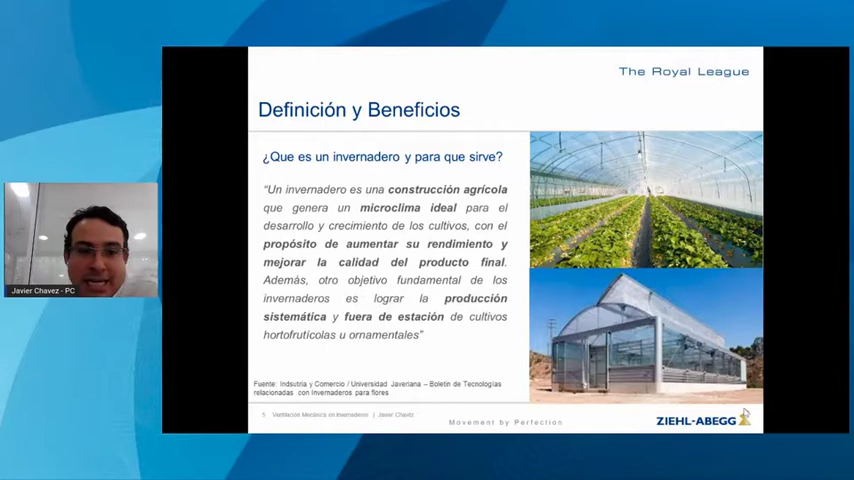 The Royal League
Definición y Beneficios
¿Que es un invernadero y para que sirve?
“Un invernadero es una construcción agrícola
que genera un microclima ideal para el
desarrollo y crecimiento de los cultivos, con el
propósito de aumentar su rendimiento y
mejorar la calidad del producto final.
Además, otro objetivo fundamental de los
invernaderos es lograr la producción
sistemática y fuera de estación de cultivos
hortofrutícolas u ornamentales”
Javier Chavez - PC
Fuente: Indsutria y Comercio / Universidad Javeriana – Boletin de Tecnologías
relacionadas con Invernaderos para flores
5 Ventilación Mecánica en Invernaderos | Javier Chavez
Movement by Perfection
ZIEHL-ABEGG